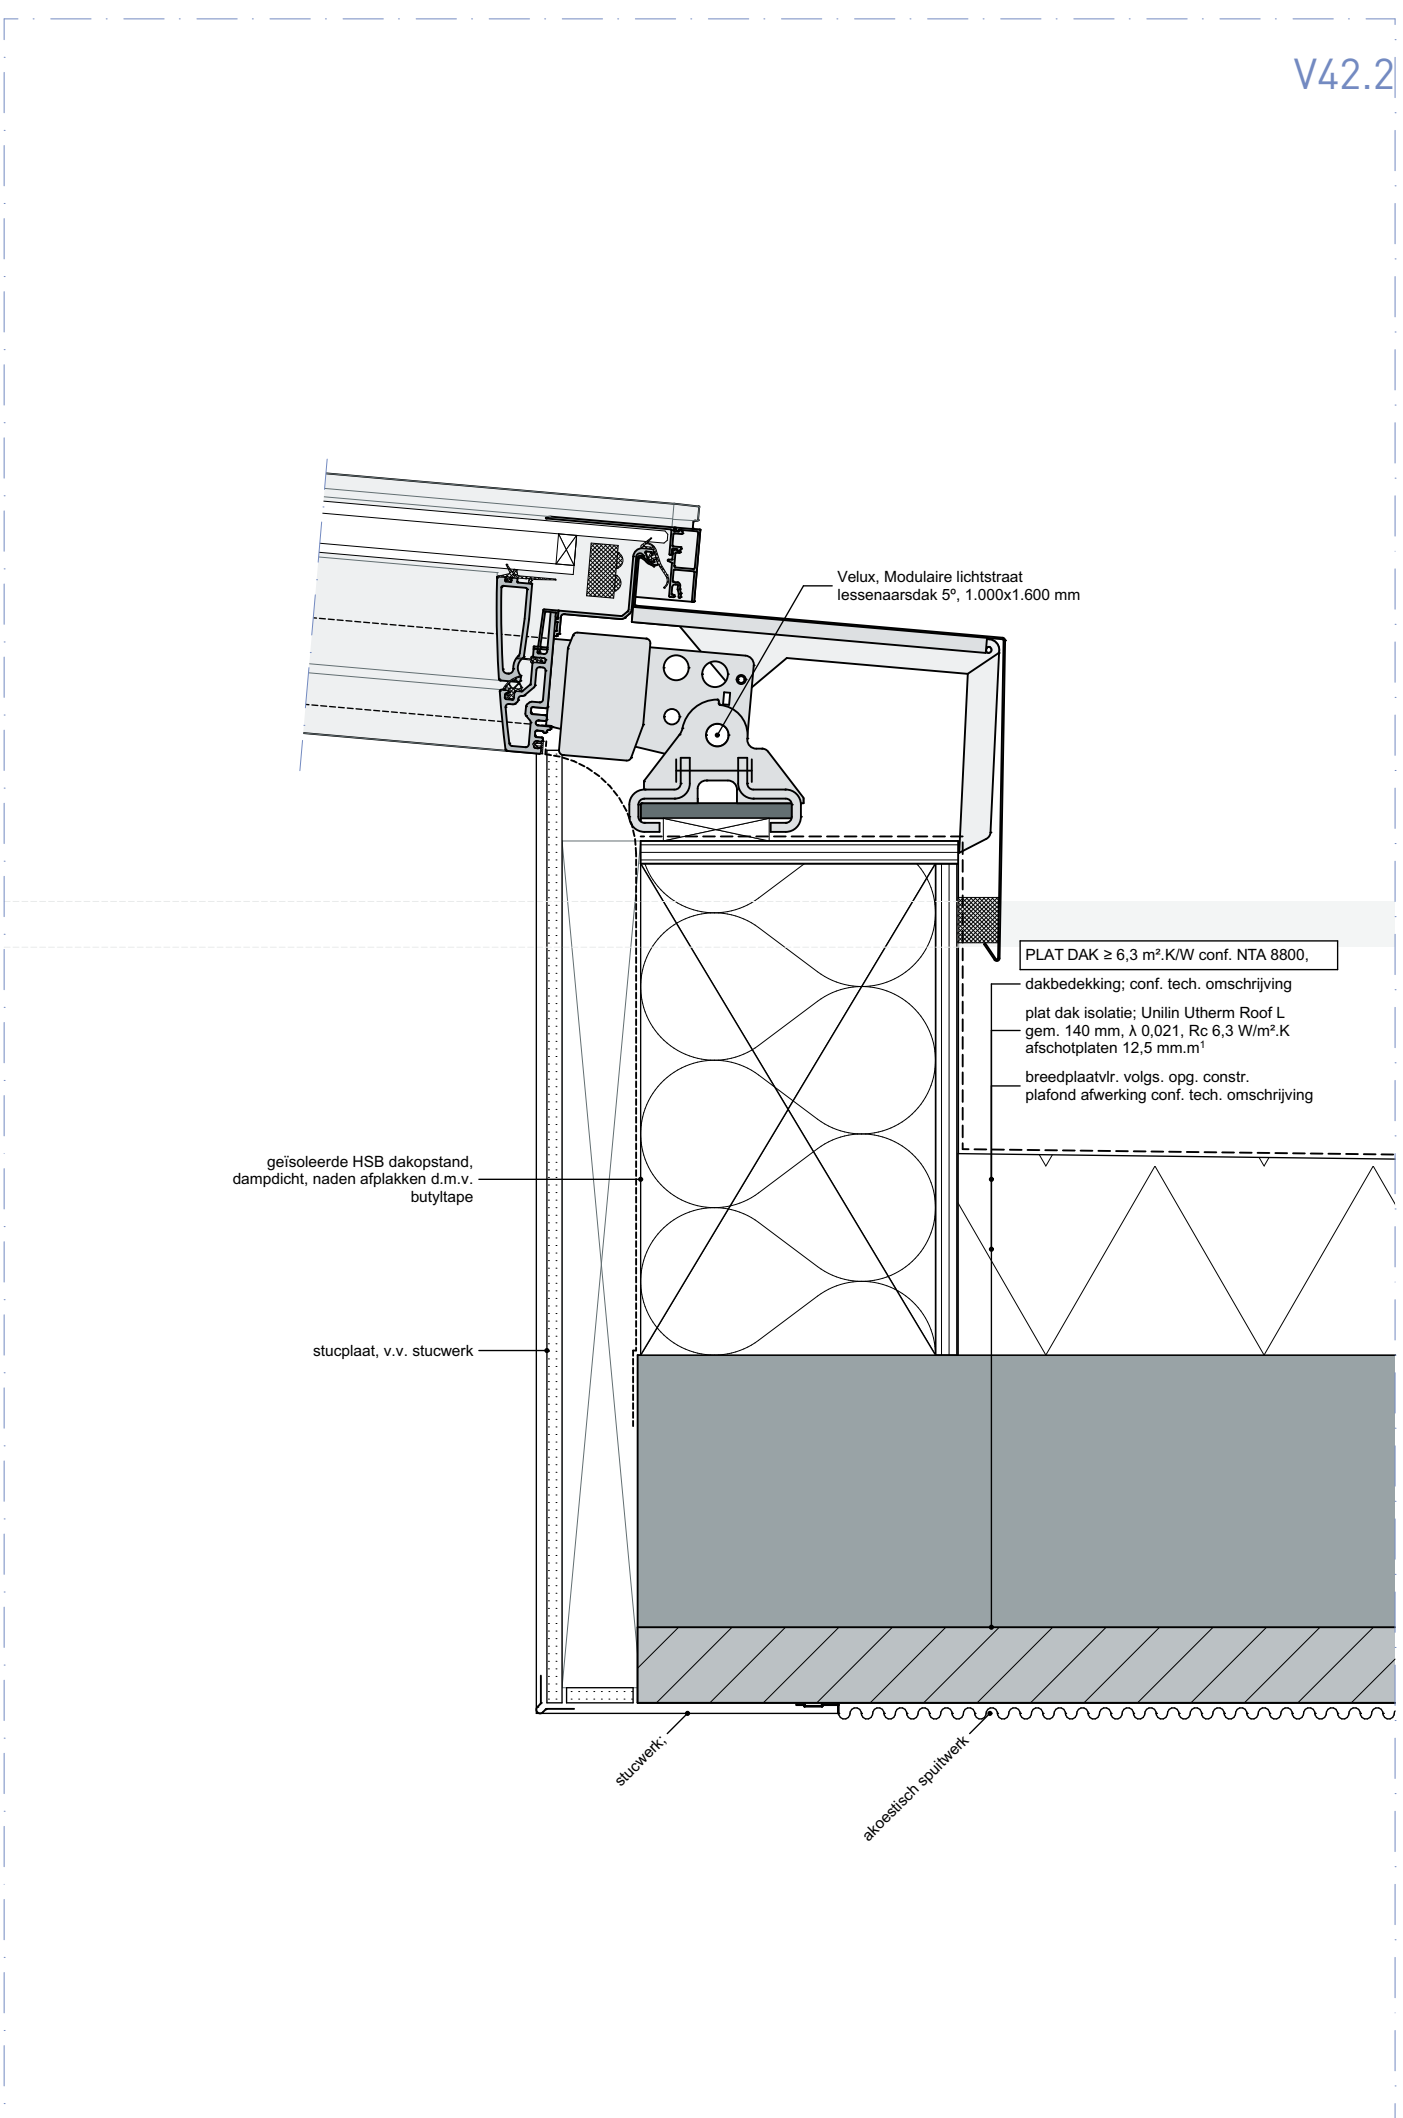 V42.2
Velux, Modulaire lichtstraat
lessenaarsdak 5º, 1.000x1.600 mm
PLAT DAK ≥ 6,3 m².K/W conf. NTA 8800,
dakbedekking; conf. tech. omschrijving
plat dak isolatie; Unilin Utherm Roof L
gem. 140 mm, λ 0,021, Rc 6,3 W/m².K
afschotplaten 12,5 mm.m¹
breedplaatvlr. volgs. opg. constr.
plafond afwerking conf. tech. omschrijving
geïsoleerde HSB dakopstand,
dampdicht, naden afplakken d.m.v.
butyltape
stucplaat, v.v. stucwerk
stucwerk;
akoestisch spuitwerk